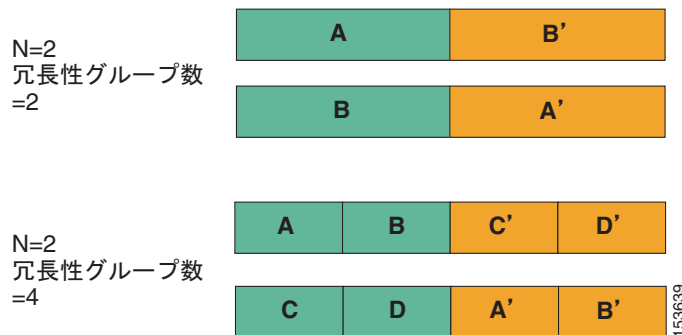 N=2
冗長性グループ数
=2
A B’
B A’
N=2
冗長性グループ数
=4
A B C’ D’
C D A’ B’
153639